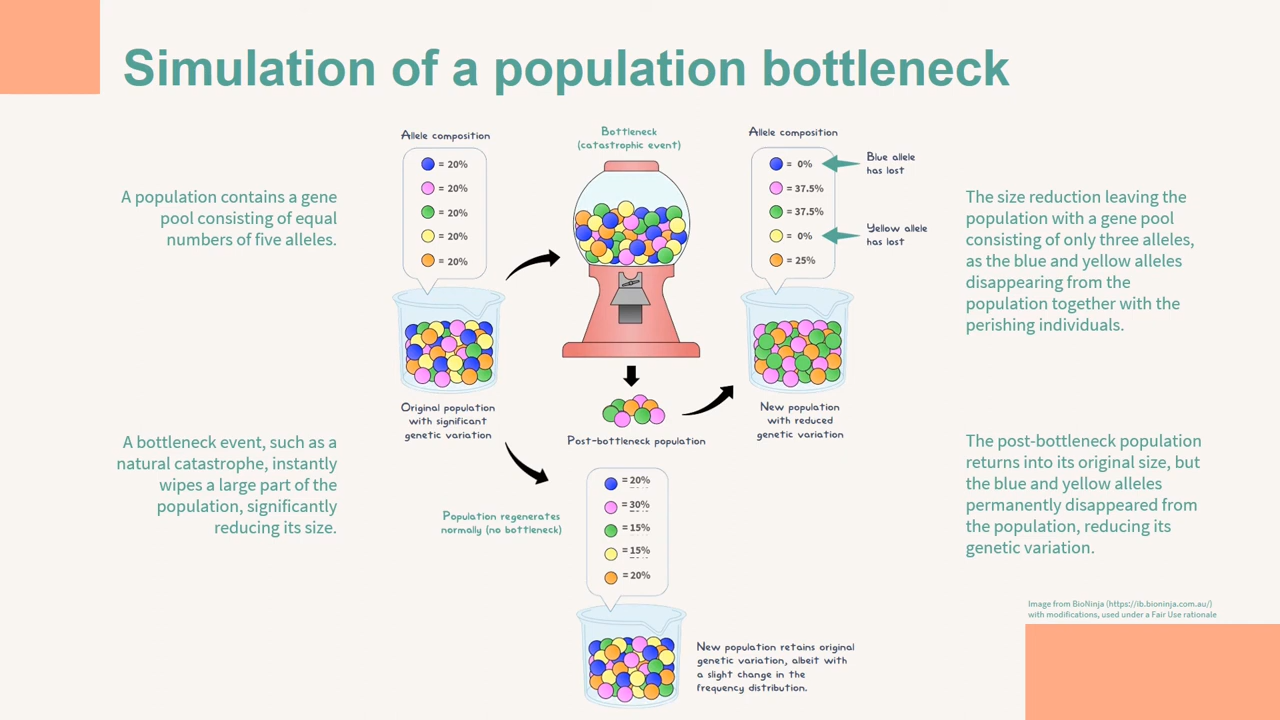 Simulation of a population bottleneck
A population contains a gene
pool consisting of equal
numbers of five alleles.
A bottleneck event, such as a
natural catastrophe, instantly
wipes a large part of the
population, significantly
reducing its size.
Allele composition
= 20%
= 20%
= 20%
= 20%
= 20%
Original population
with significant
genetic variation
Bottleneck
(catastrophic event)
Post-bottleneck population
Allele composition
= 0%
= 37.5%
= 37.5%
= 0%
= 25%
Blue allele
has lost
Yellow allele
has lost
New population
with reduced
genetic variation
Population regenerates
normally (no bottleneck)
= 20%
= 30%
= 15%
= 15%
= 20%
New population retains original
genetic variation, albeit with
a slight change in the
frequency distribution.
The size reduction leaving the
population with a gene pool
consisting of only three alleles,
as the blue and yellow alleles
disappearing from the
population together with the
perishing individuals.
The post-bottleneck population
returns into its original size, but
the blue and yellow alleles
permanently disappeared from
the population, reducing its
genetic variation.
Image from BioNinja (https://ib.bioninja.com.au/)
with modifications, used under a Fair Use rationale